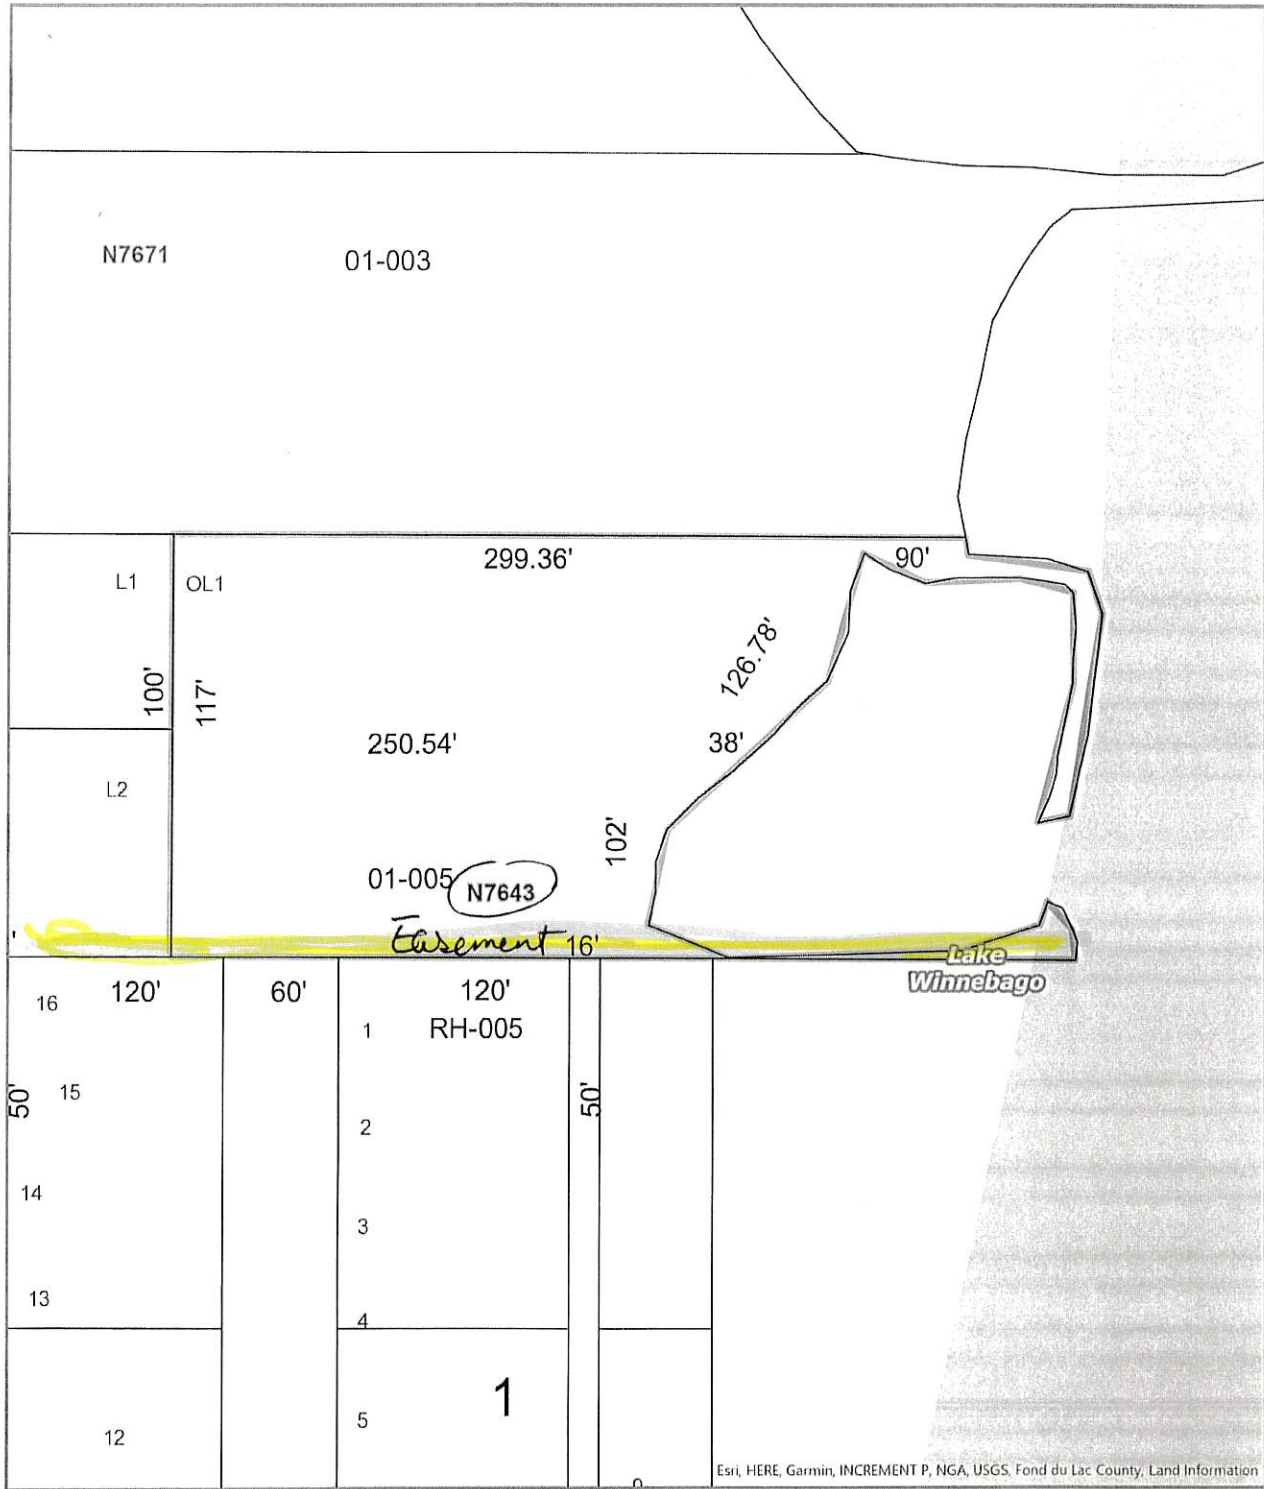 N7671
01-003
299.36'
90'
L1
OL1
100'
117'
126.78'
250.54'
38'
L2
102'
01-005
N7643
Easement 16'
'
Lake
Winnebago
120'
60'
120'
16
1
RH-005
50'
15
50'
2
14
3
13
4
1
5
12
Esri, HERE, Garmin, INCREMENT P, NGA, USGS, Fond du Lac County, Land Information